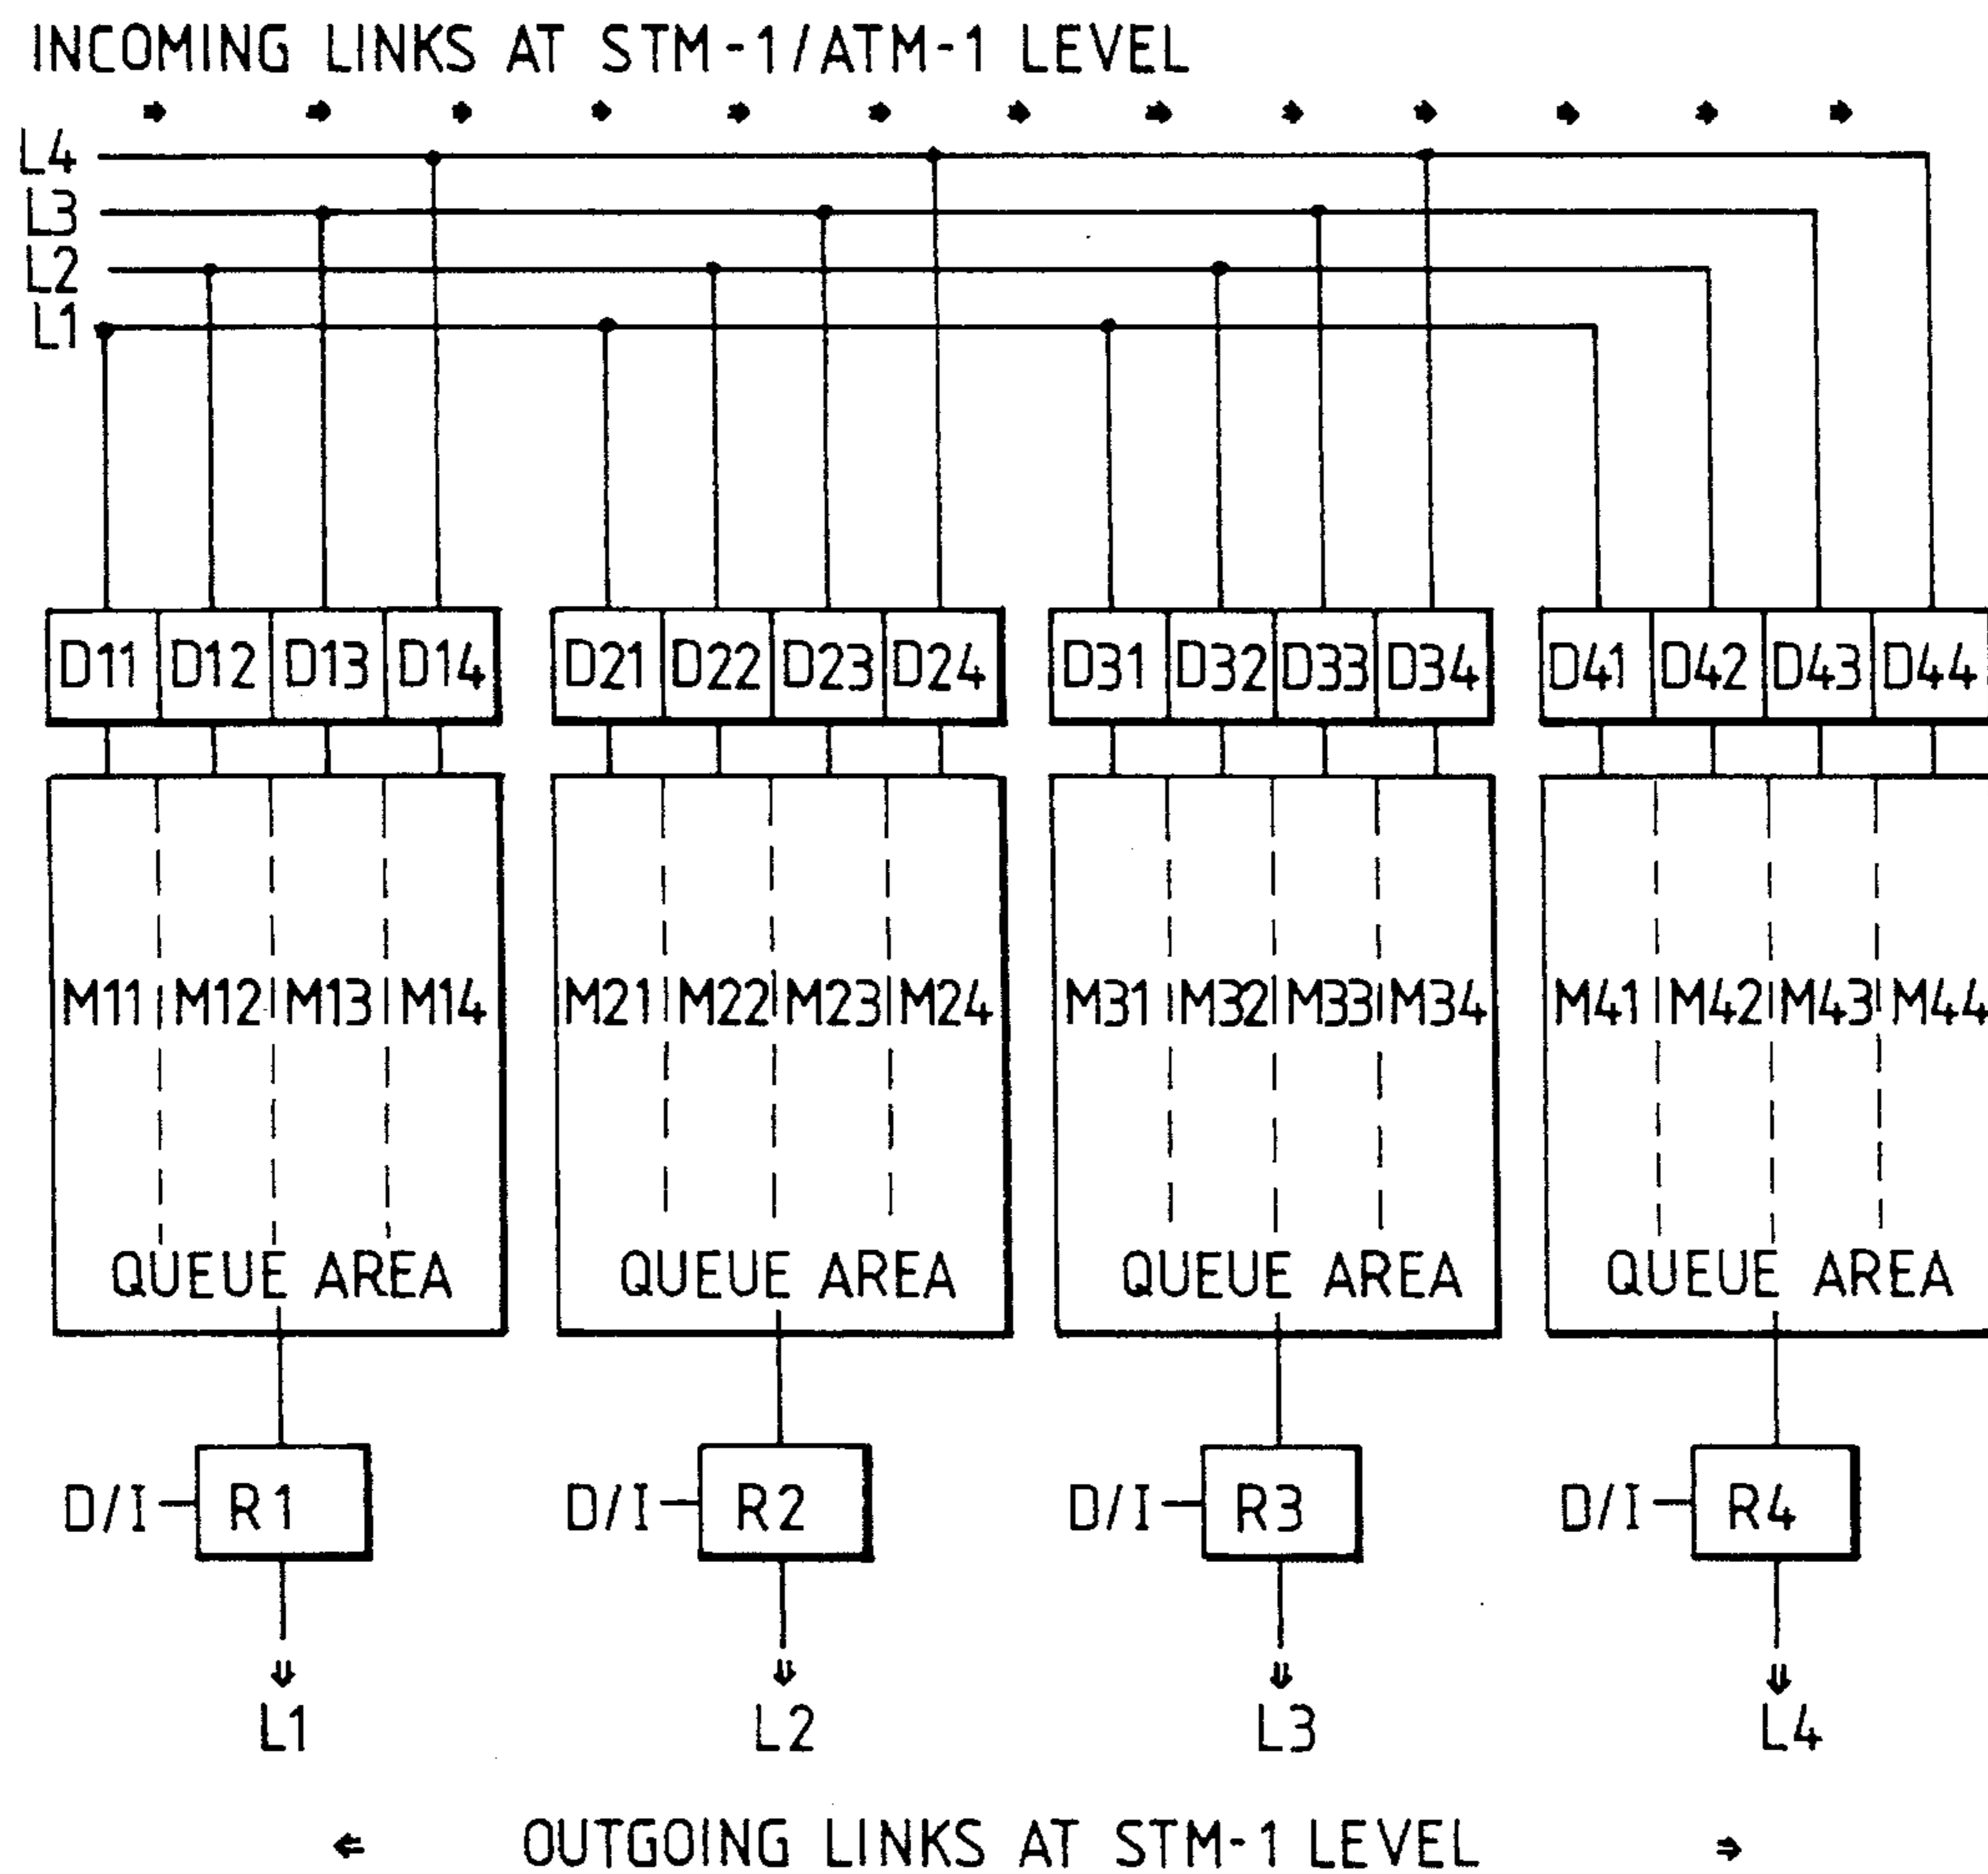 INCOMING LINKS AT STM-1/ATM-1 LEVEL
L4
L3
L2
L1
D11 D12 D13 D14 D21 D22 D23 D24 D31 D32 D33 D34 D41 D42 D43 D44
M11 M12 M13 M14 M21 M22 M23 M24 M31 M32 M33 M34 M41 M42 M43 M44
QUEUE AREA QUEUE AREA QUEUE AREA QUEUE AREA
D/I R1 D/I R2 D/I R3 D/I R4
L1 L2 L3 L4
OUTGOING LINKS AT STM-1 LEVEL